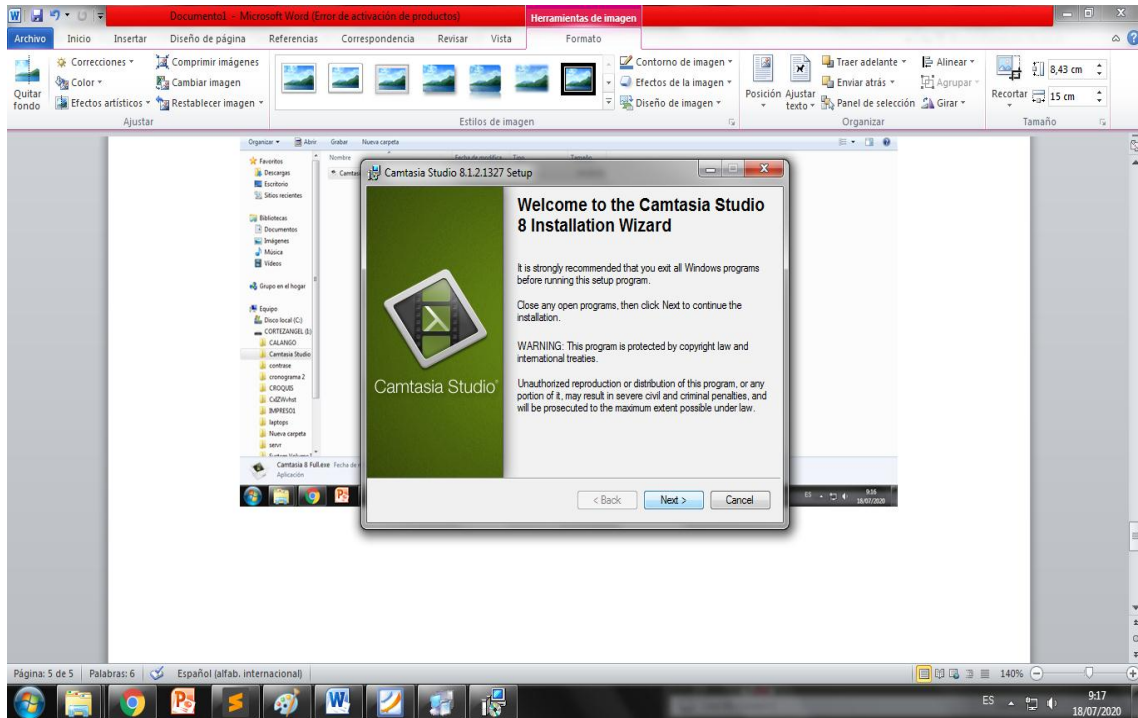 Documento1 - Microsoft Word (Error de activación de productos)
Herramientas de imagen
Archivo Inicio Insertar Diseño de página Referencias Correspondencia Revisar Vista Formato
Quitar fondo
Correcciones
Color
Efectos artísticos
Comprimir imágenes
Cambiar imagen
Restablecer imagen
Ajustar
Contorno de imagen
Efectos de la imagen
Diseño de imagen
Estilos de imagen
Posición
Ajustar texto
Traer adelante
Enviar atrás
Panel de selección
Alinear
Agrupar
Girar
Organizar
Recortar
8,43 cm
15 cm
Tamaño
Organizar Abrir Grabar Nueva carpeta
Favoritos
Descargas
Escritorio
Sitios recientes
Bibliotecas
Documentos
Imágenes
Música
Vídeos
Grupo en el hogar
Equipo
Disco local (C:)
CORTEZANGEL (I:)
CALANGO
Camtasia Studio
contrase
cronograma 2
CROQUIS
IMPRESO1
laptops
Nueva carpeta
servr
Nombre
Camtasia 8 Full.exe
Aplicación
Camtasia Studio 8.1.2.1327 Setup
Camtasia Studio
Welcome to the Camtasia Studio
8 Installation Wizard
It is strongly recommended that you exit all Windows programs
before running this setup program.
Close any open programs, then click Next to continue the
installation.
WARNING: This program is protected by copyright law and
international treaties.
Unauthorized reproduction or distribution of this program, or any
portion of it, may result in severe civil and criminal penalties, and
will be prosecuted to the maximum extent possible under law.
< Back Next > Cancel
ES 9:16
18/07/2020
Página: 5 de 5 Palabras: 6 Español (alfab. internacional) 140%
ES 9:17
18/07/2020